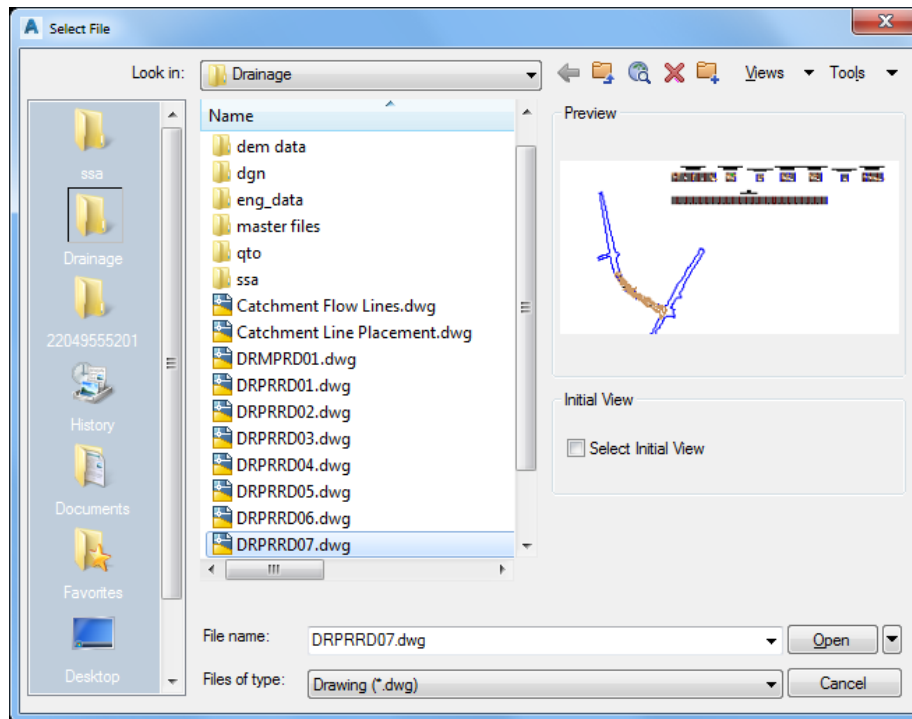 Select File
Look in:
Drainage
Views
Tools
ssa
Drainage
22049555201
History
Documents
Favorites
Desktop
Name
dem data
dgn
eng_data
master files
qto
ssa
Catchment Flow Lines.dwg
Catchment Line Placement.dwg
DRMPRD01.dwg
DRPRRD01.dwg
DRPRRD02.dwg
DRPRRD03.dwg
DRPRRD04.dwg
DRPRRD05.dwg
DRPRRD06.dwg
DRPRRD07.dwg
Preview
Initial View
Select Initial View
File name:
DRPRRD07.dwg
Open
Files of type:
Drawing (*.dwg)
Cancel